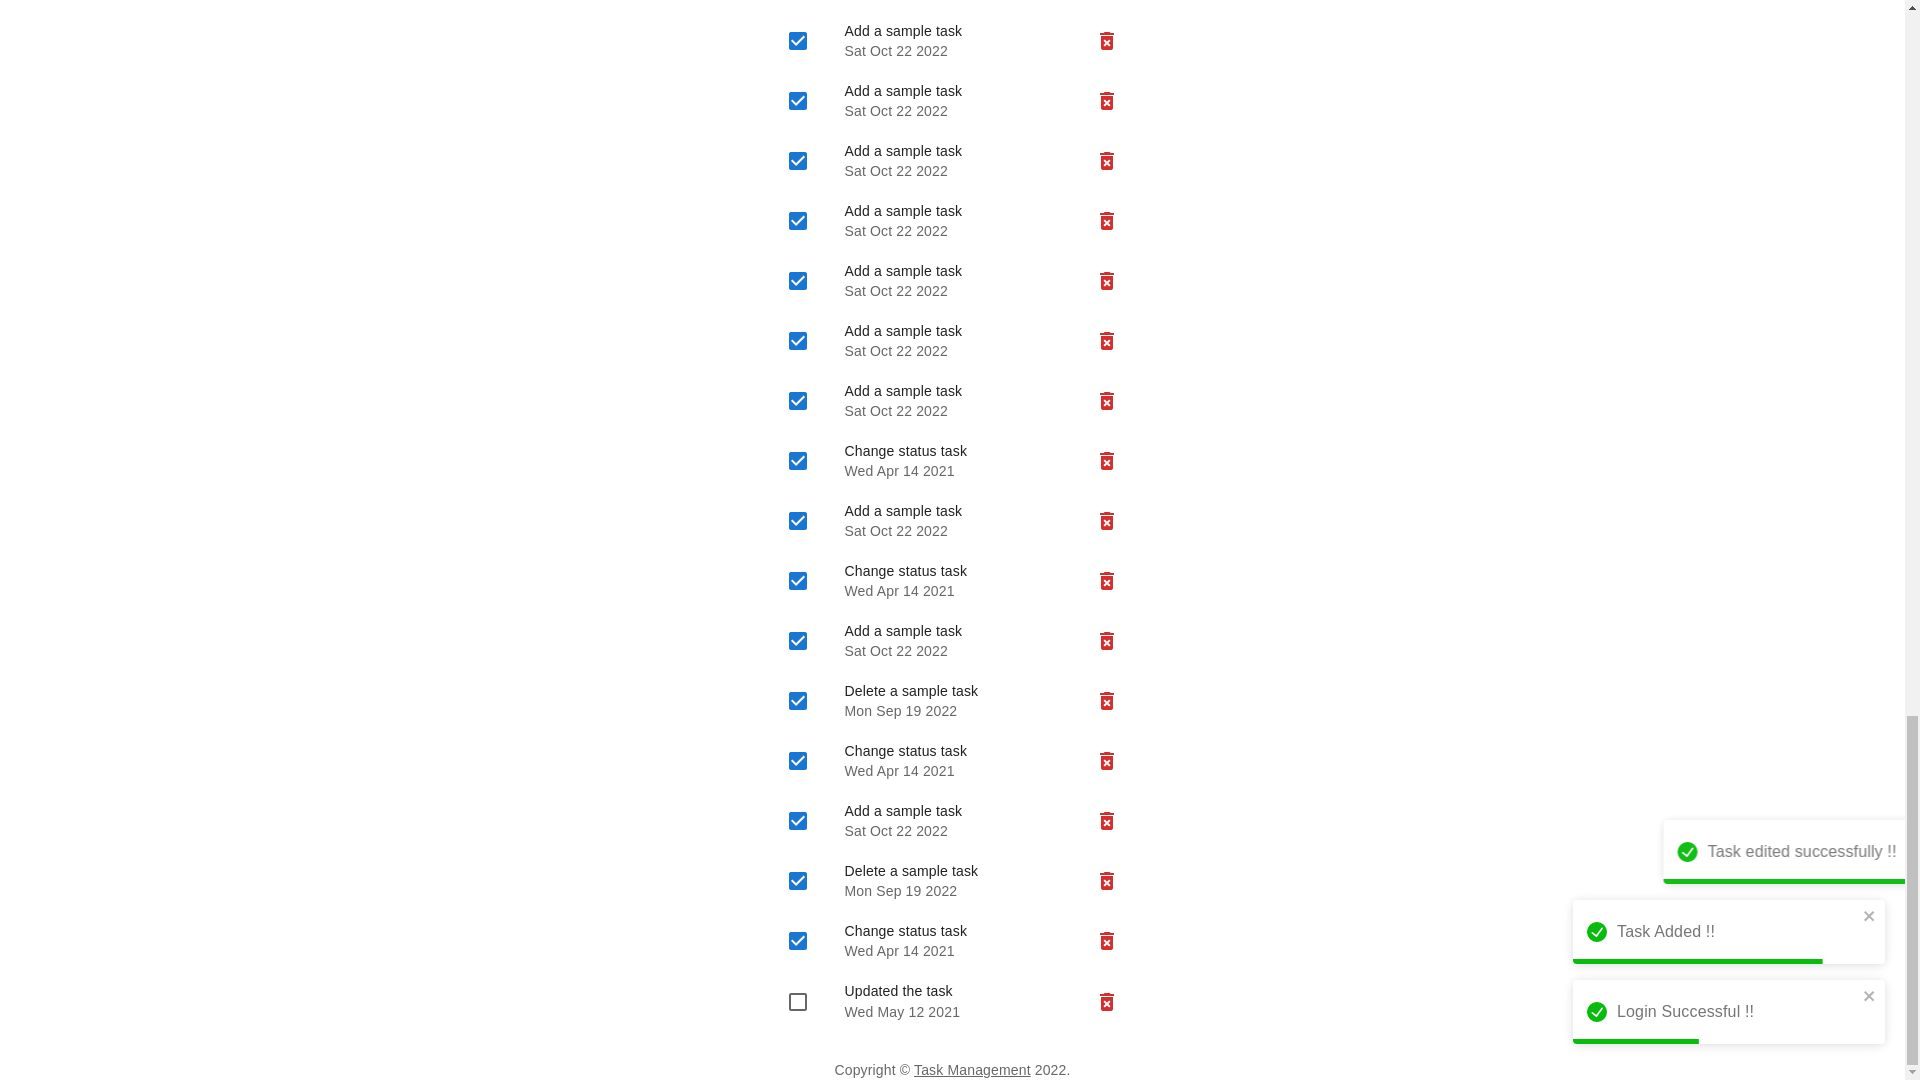 Add a sample task
Sat Oct 22 2022
Add a sample task
Sat Oct 22 2022
Add a sample task
Sat Oct 22 2022
Add a sample task
Sat Oct 22 2022
Add a sample task
Sat Oct 22 2022
Add a sample task
Sat Oct 22 2022
Add a sample task
Sat Oct 22 2022
Change status task
Wed Apr 14 2021
Add a sample task
Sat Oct 22 2022
Change status task
Wed Apr 14 2021
Add a sample task
Sat Oct 22 2022
Delete a sample task
Mon Sep 19 2022
Change status task
Wed Apr 14 2021
Add a sample task
Sat Oct 22 2022
Delete a sample task
Mon Sep 19 2022
Change status task
Wed Apr 14 2021
Updated the task
Wed May 12 2021
Copyright © Task Management 2022.
Task edited successfully !!
Task Added !!
Login Successful !!